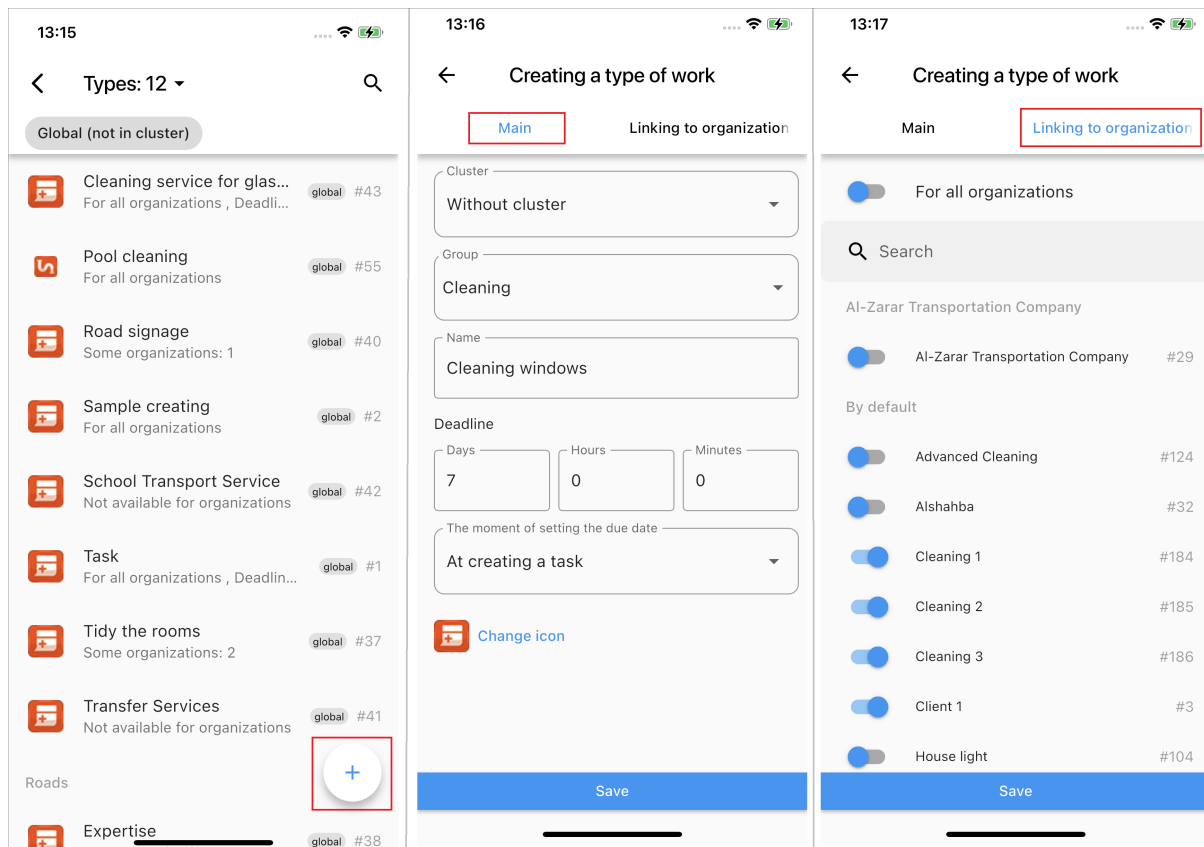 13:15
Types: 12
Global (not in cluster)
Cleaning service for glas...
For all organizations , Deadli...
global #43
Pool cleaning
For all organizations
global #55
Road signage
Some organizations: 1
global #40
Sample creating
For all organizations
global #2
School Transport Service
Not available for organizations
global #42
Task
For all organizations , Deadlin...
global #1
Tidy the rooms
Some organizations: 2
global #37
Transfer Services
Not available for organizations
global #41
+
Roads
Expertise
global #38
13:16
Creating a type of work
Main Linking to organization
Cluster
Without cluster
Group
Cleaning
Name
Cleaning windows
Deadline
Days Hours Minutes
7 0 0
The moment of setting the due date
At creating a task
Change icon
Save
13:17
Creating a type of work
Main Linking to organization
For all organizations
Search
Al-Zarar Transportation Company
Al-Zarar Transportation Company #29
By default
Advanced Cleaning #124
Alshahba #32
Cleaning 1 #184
Cleaning 2 #185
Cleaning 3 #186
Client 1 #3
House light #104
Save